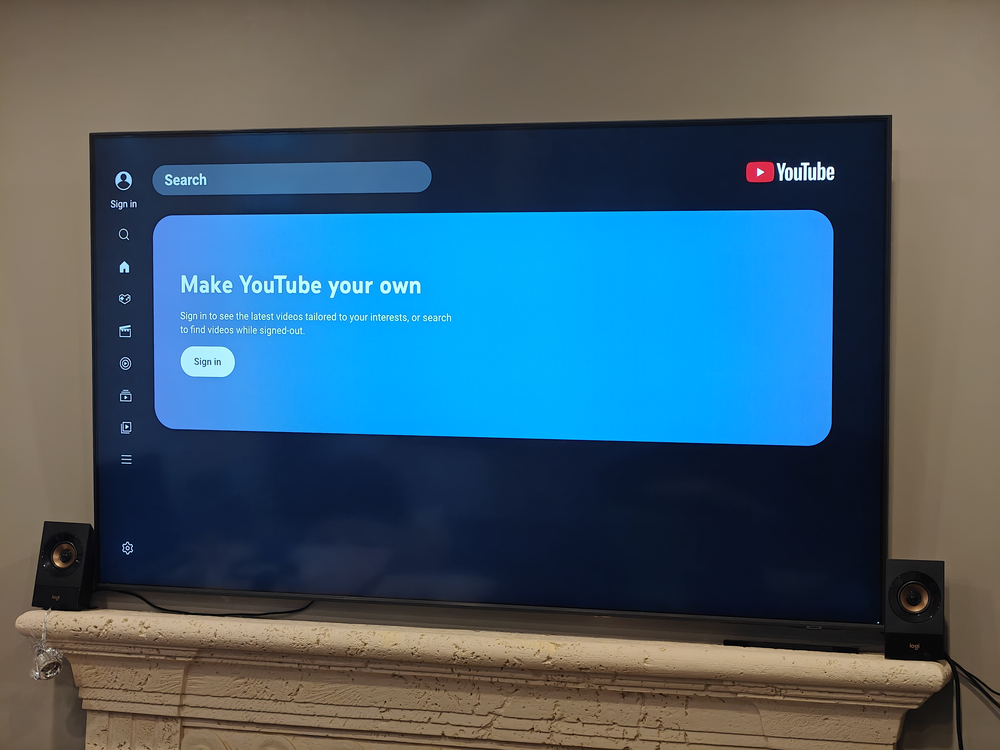 Search
YouTube
Sign in
Make YouTube your own
Sign in to see the latest videos tailored to your interests, or search
to find videos while signed-out.
Sign in
logi
logi